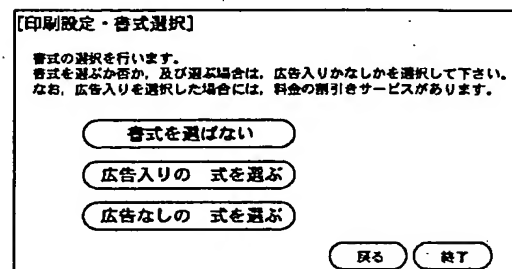 [印刷設定・書式選択]
書式の選択を行います。
書式を選ぶか否か，及び選ぶ場合は，広告入りかなしかを選択して下さい。
なお，広告入りを選択した場合には，料金の割引きサービスがあります。
書式を選ばない
広告入りの　式を選ぶ
広告なしの　式を選ぶ
戻る 終了